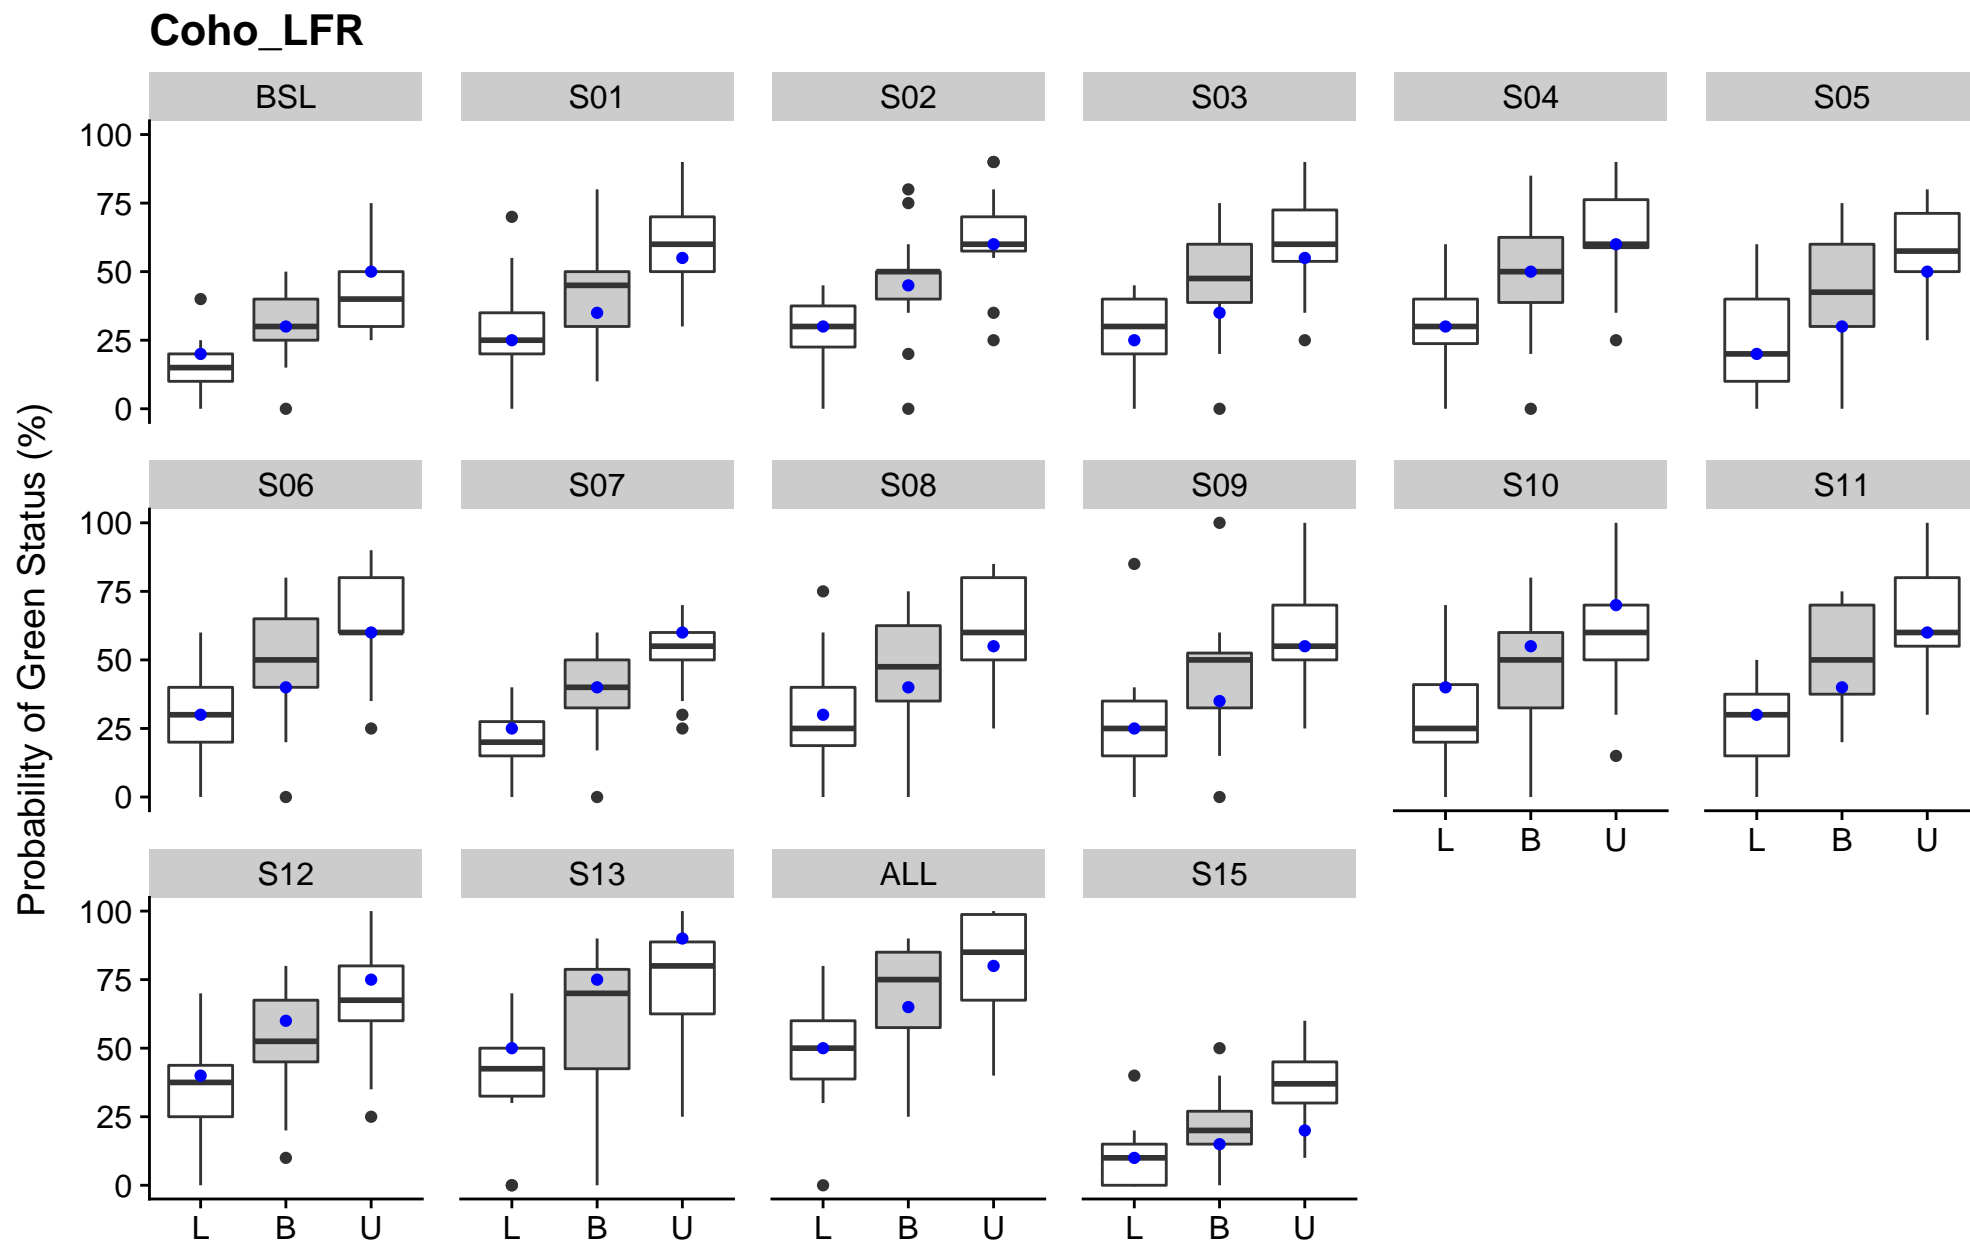 Coho_LFR
BSL S01 S02 S03 S04 S05
100
75
50
25
0
S06 S07 S08 S09 S10 S11
100
75
50
25
0
L B U L B U
S12 S13 ALL S15
100
75
50
25
0
L B U L B U L B U L B U
Probability of Green Status (%)